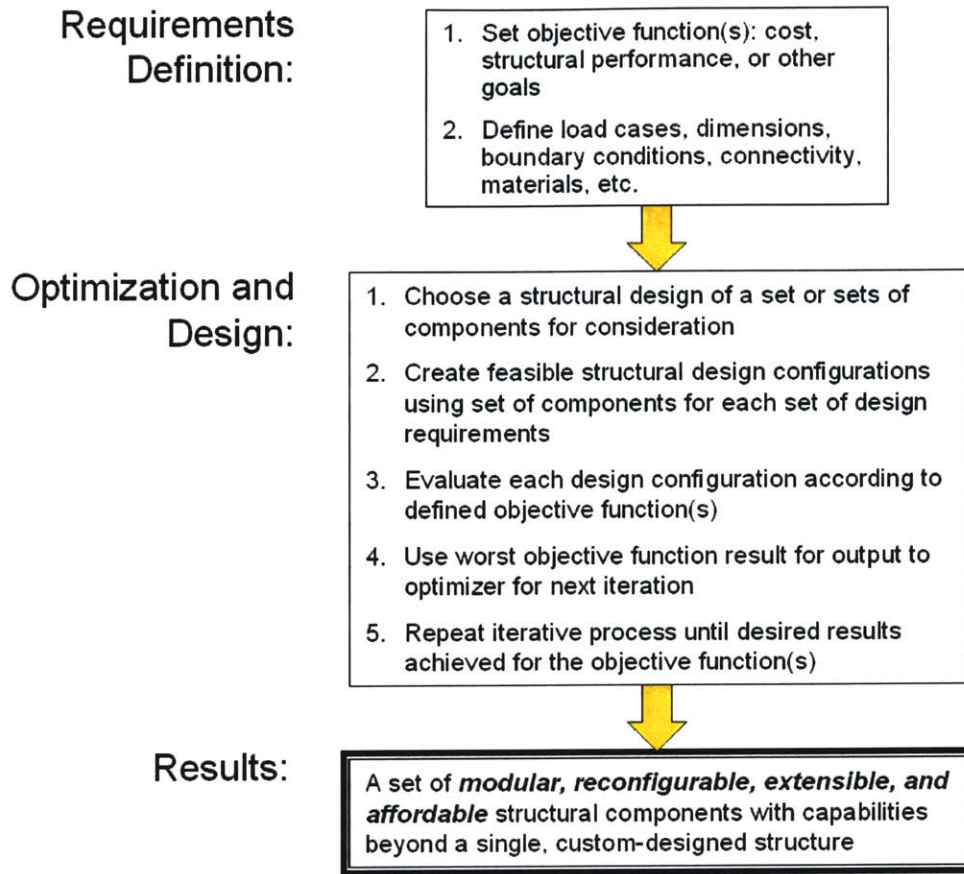 Requirements
Definition:
1. Set objective function(s): cost,
structural performance, or other
goals
2. Define load cases, dimensions,
boundary conditions, connectivity,
materials, etc.
Optimization and
Design:
1. Choose a structural design of a set or sets of
components for consideration
2. Create feasible structural design configurations
using set of components for each set of design
requirements
3. Evaluate each design configuration according to
defined objective function(s)
4. Use worst objective function result for output to
optimizer for next iteration
5. Repeat iterative process until desired results
achieved for the objective function(s)
Results:
A set of modular, reconfigurable, extensible, and
affordable structural components with capabilities
beyond a single, custom-designed structure